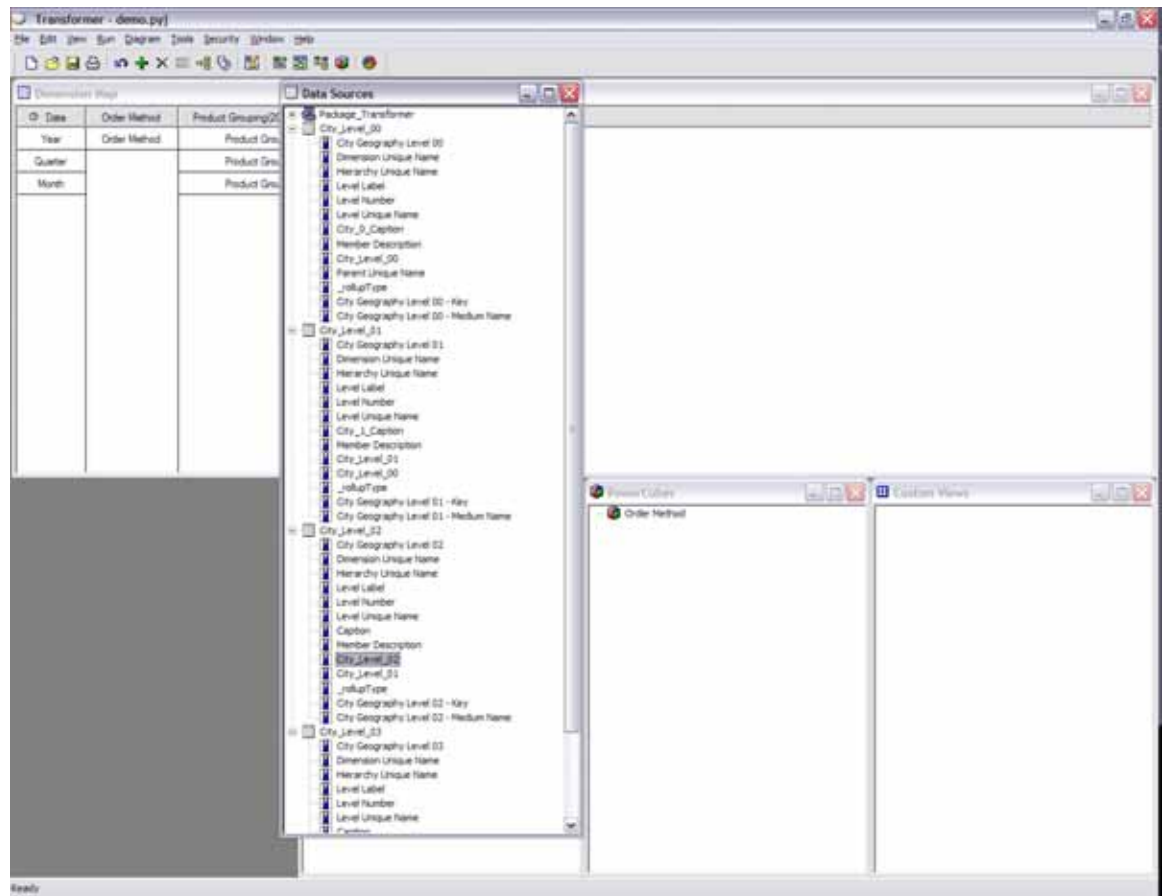 Transformer - demo.pyj
File Edit View Run Diagram Tools Security Window Help
Dimension Map
Date Order Method Product Grouping(20
Year Order Method Product Grou
Quarter Product Grou
Month Product Grou
Data Sources
Package_Transformer
City_Level_00
City Geography Level 00
Dimension Unique Name
Hierarchy Unique Name
Level Label
Level Number
Level Unique Name
City_0_Caption
Member Description
City_Level_00
Parent Unique Name
_rollupType
City Geography Level 00 - Key
City Geography Level 00 - Medium Name
City_Level_01
City Geography Level 01
Dimension Unique Name
Hierarchy Unique Name
Level Label
Level Number
Level Unique Name
City_1_Caption
Member Description
City_Level_01
City_Level_00
_rollupType
City Geography Level 01 - Key
City Geography Level 01 - Medium Name
City_Level_02
City Geography Level 02
Dimension Unique Name
Hierarchy Unique Name
Level Label
Level Number
Level Unique Name
Caption
Member Description
City_Level_02
City_Level_01
_rollupType
City Geography Level 02 - Key
City Geography Level 02 - Medium Name
City_Level_03
City Geography Level 03
Dimension Unique Name
Hierarchy Unique Name
Level Label
Level Number
Level Unique Name
Caption
PowerCubes
Order Method
Custom Views
Ready